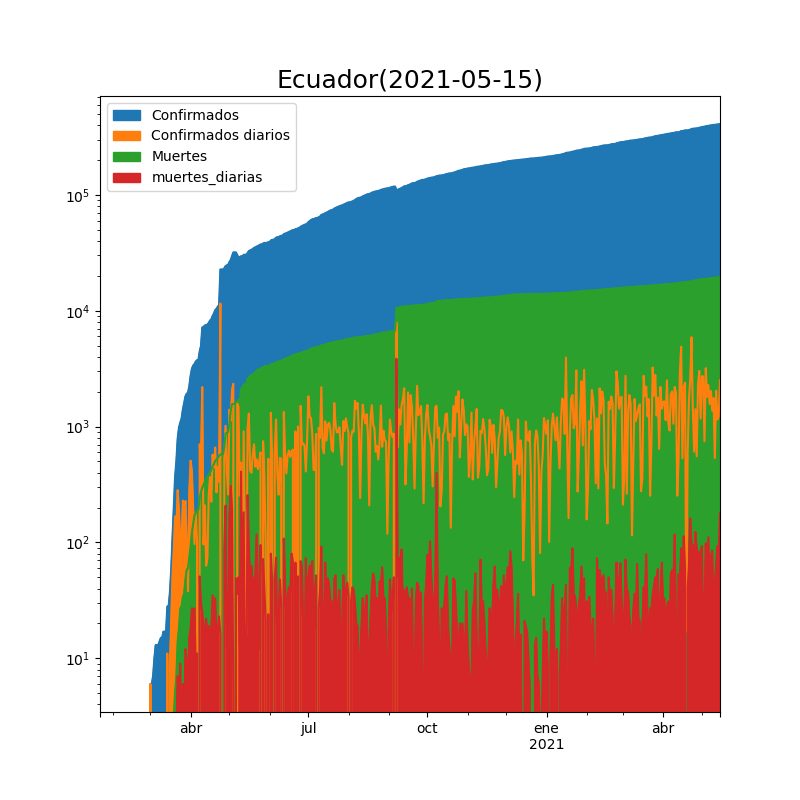 Ecuador(2021-05-15)
Confirmados
Confirmados diarios
Muertes
muertes_diarias
10^5
10^4
10^3
10^2
10^1
abr jul oct ene abr
2021